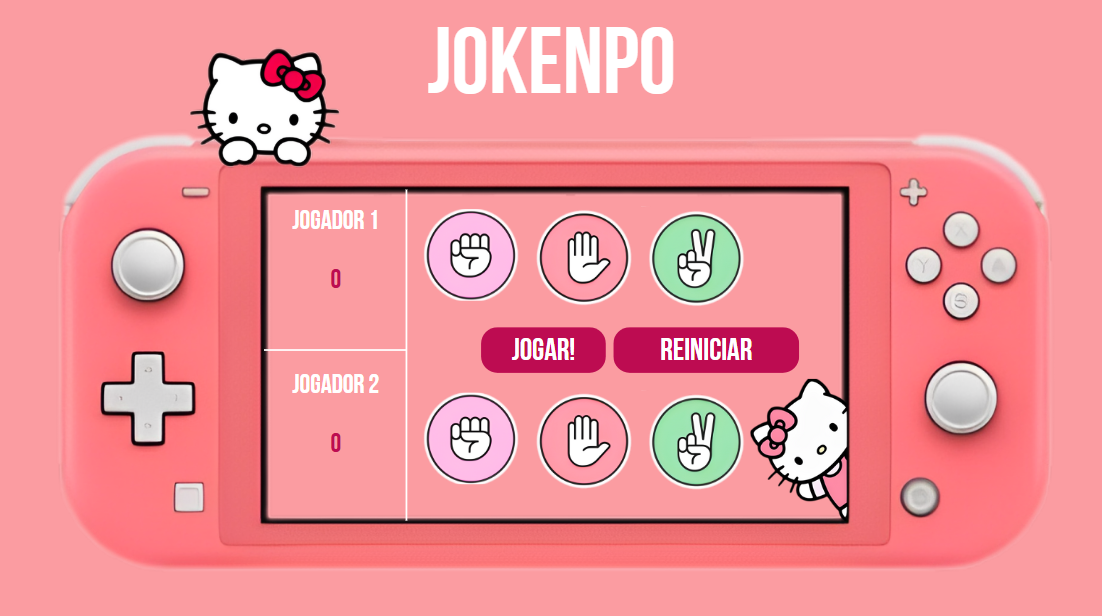 JOKENPO
JOGADOR 1
0
JOGAR!
REINICIAR
JOGADOR 2
0
X
Y
A